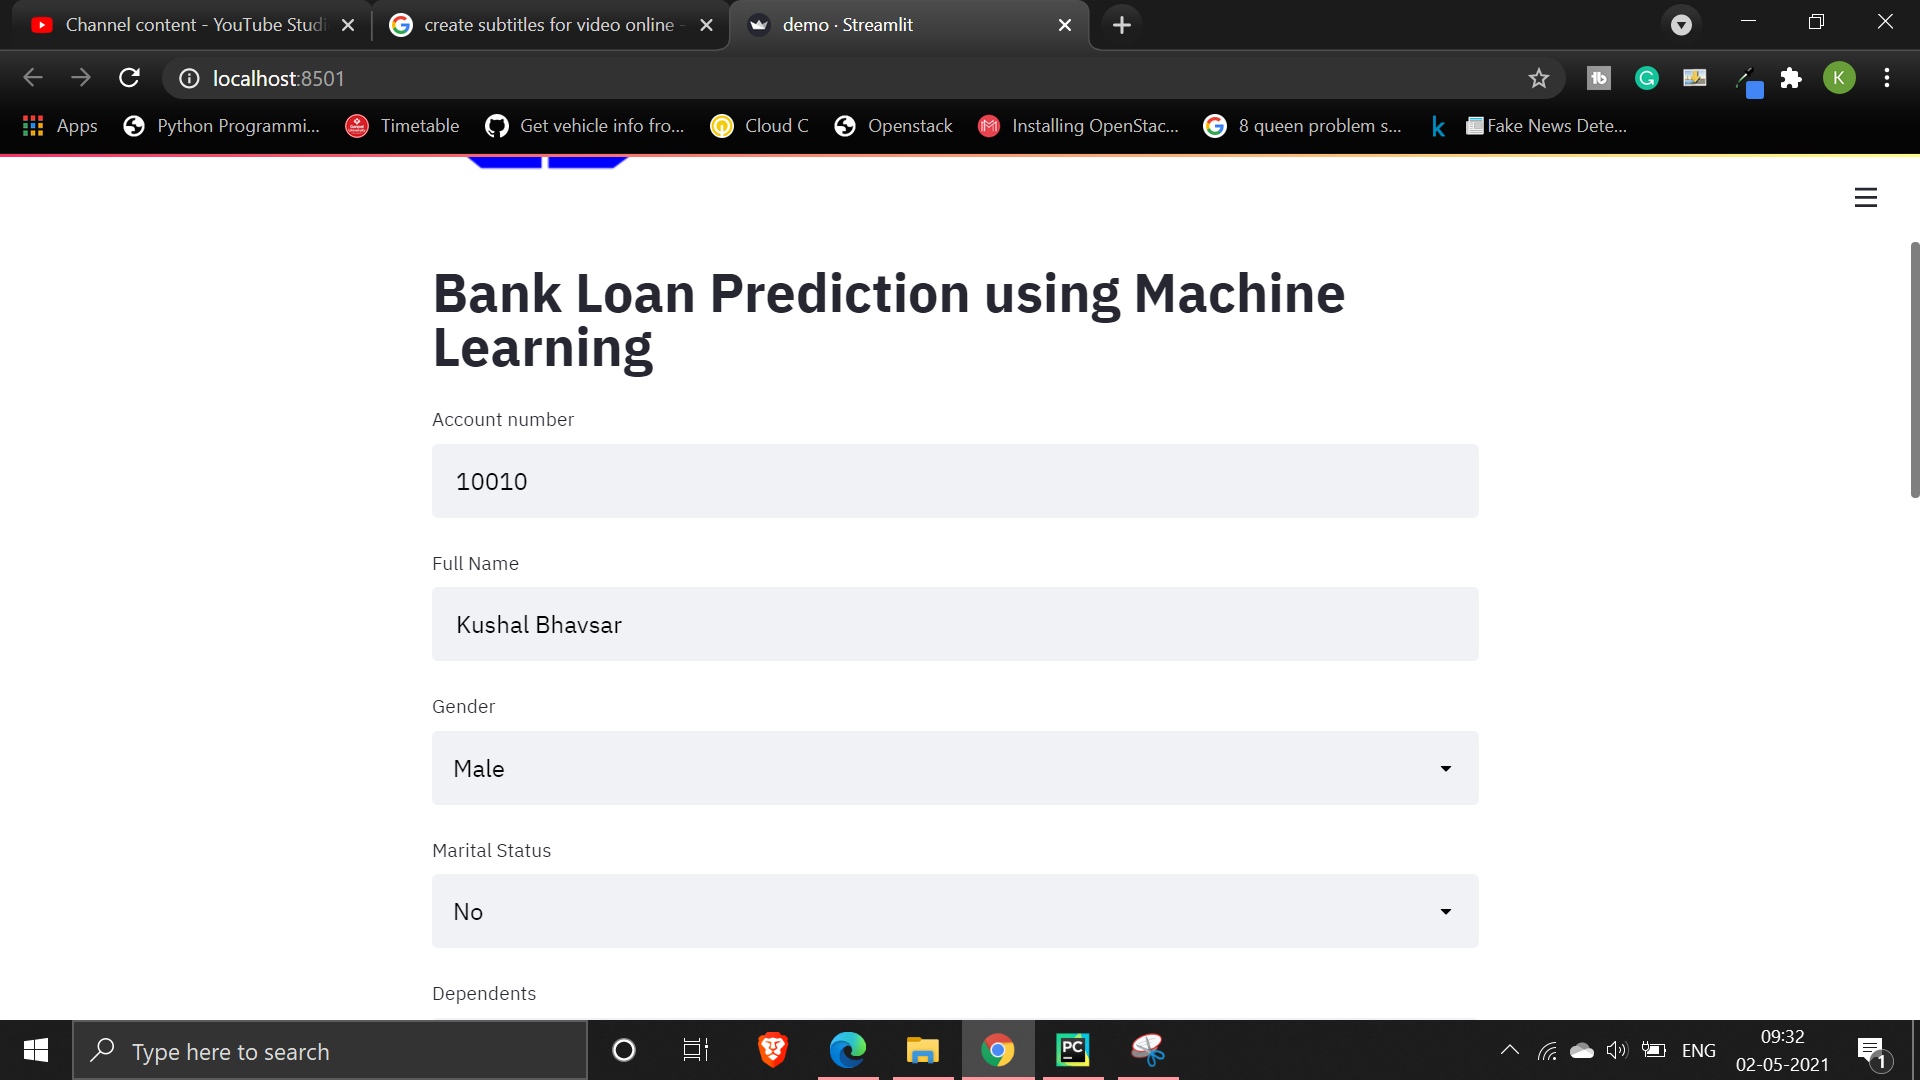 Channel content - YouTube Studi
create subtitles for video online -
demo · Streamlit
localhost:8501
Apps
Python Programmi...
Timetable
Get vehicle info fro...
Cloud C
Openstack
Installing OpenStac...
8 queen problem s...
Fake News Dete...
Bank Loan Prediction using Machine
Learning
Account number
10010
Full Name
Kushal Bhavsar
Gender
Male
Marital Status
No
Dependents
Type here to search
ENG
09:32
02-05-2021
1